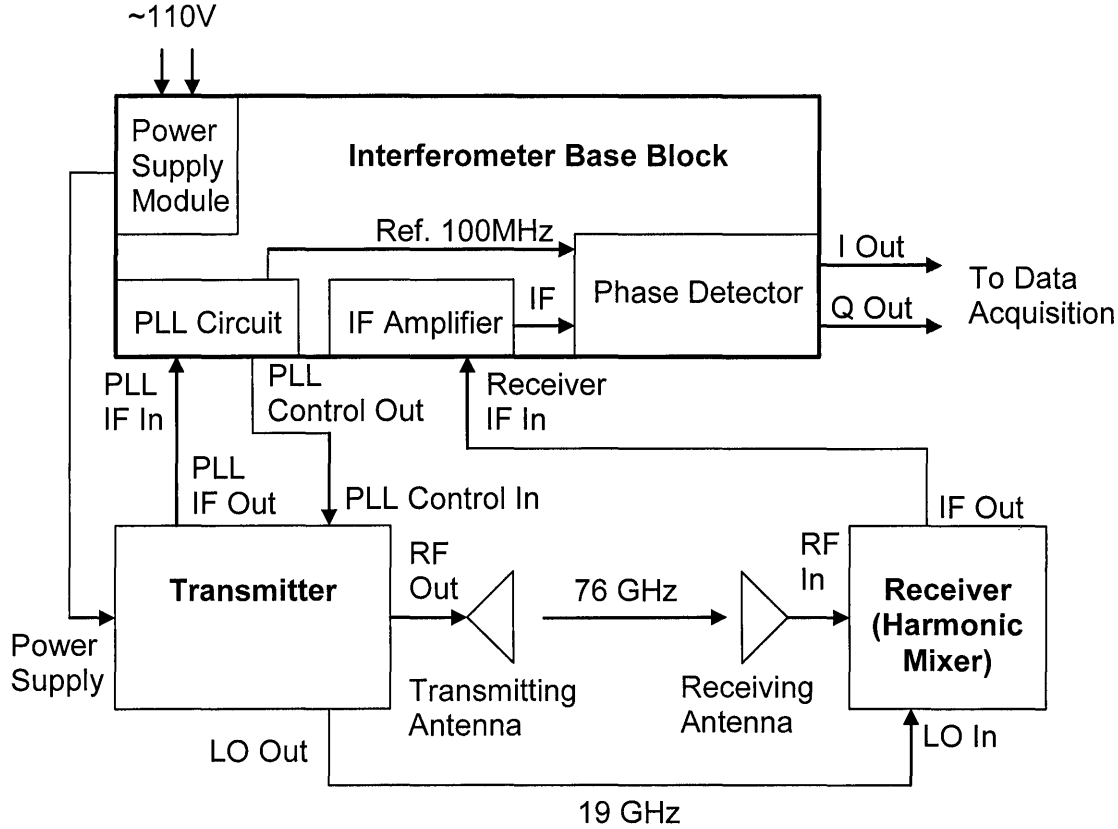 ~110V
Power
Supply
Module
Interferometer Base Block
Ref. 100MHz
PLL Circuit
IF Amplifier
IF
Phase Detector
I Out
Q Out
To Data
Acquisition
PLL
IF In
PLL
Control Out
Receiver
IF In
PLL
IF Out
PLL Control In
IF Out
Transmitter
RF
Out
76 GHz
RF
In
Receiver
(Harmonic
Mixer)
Power
Supply
Transmitting
Antenna
Receiving
Antenna
LO Out
LO In
19 GHz